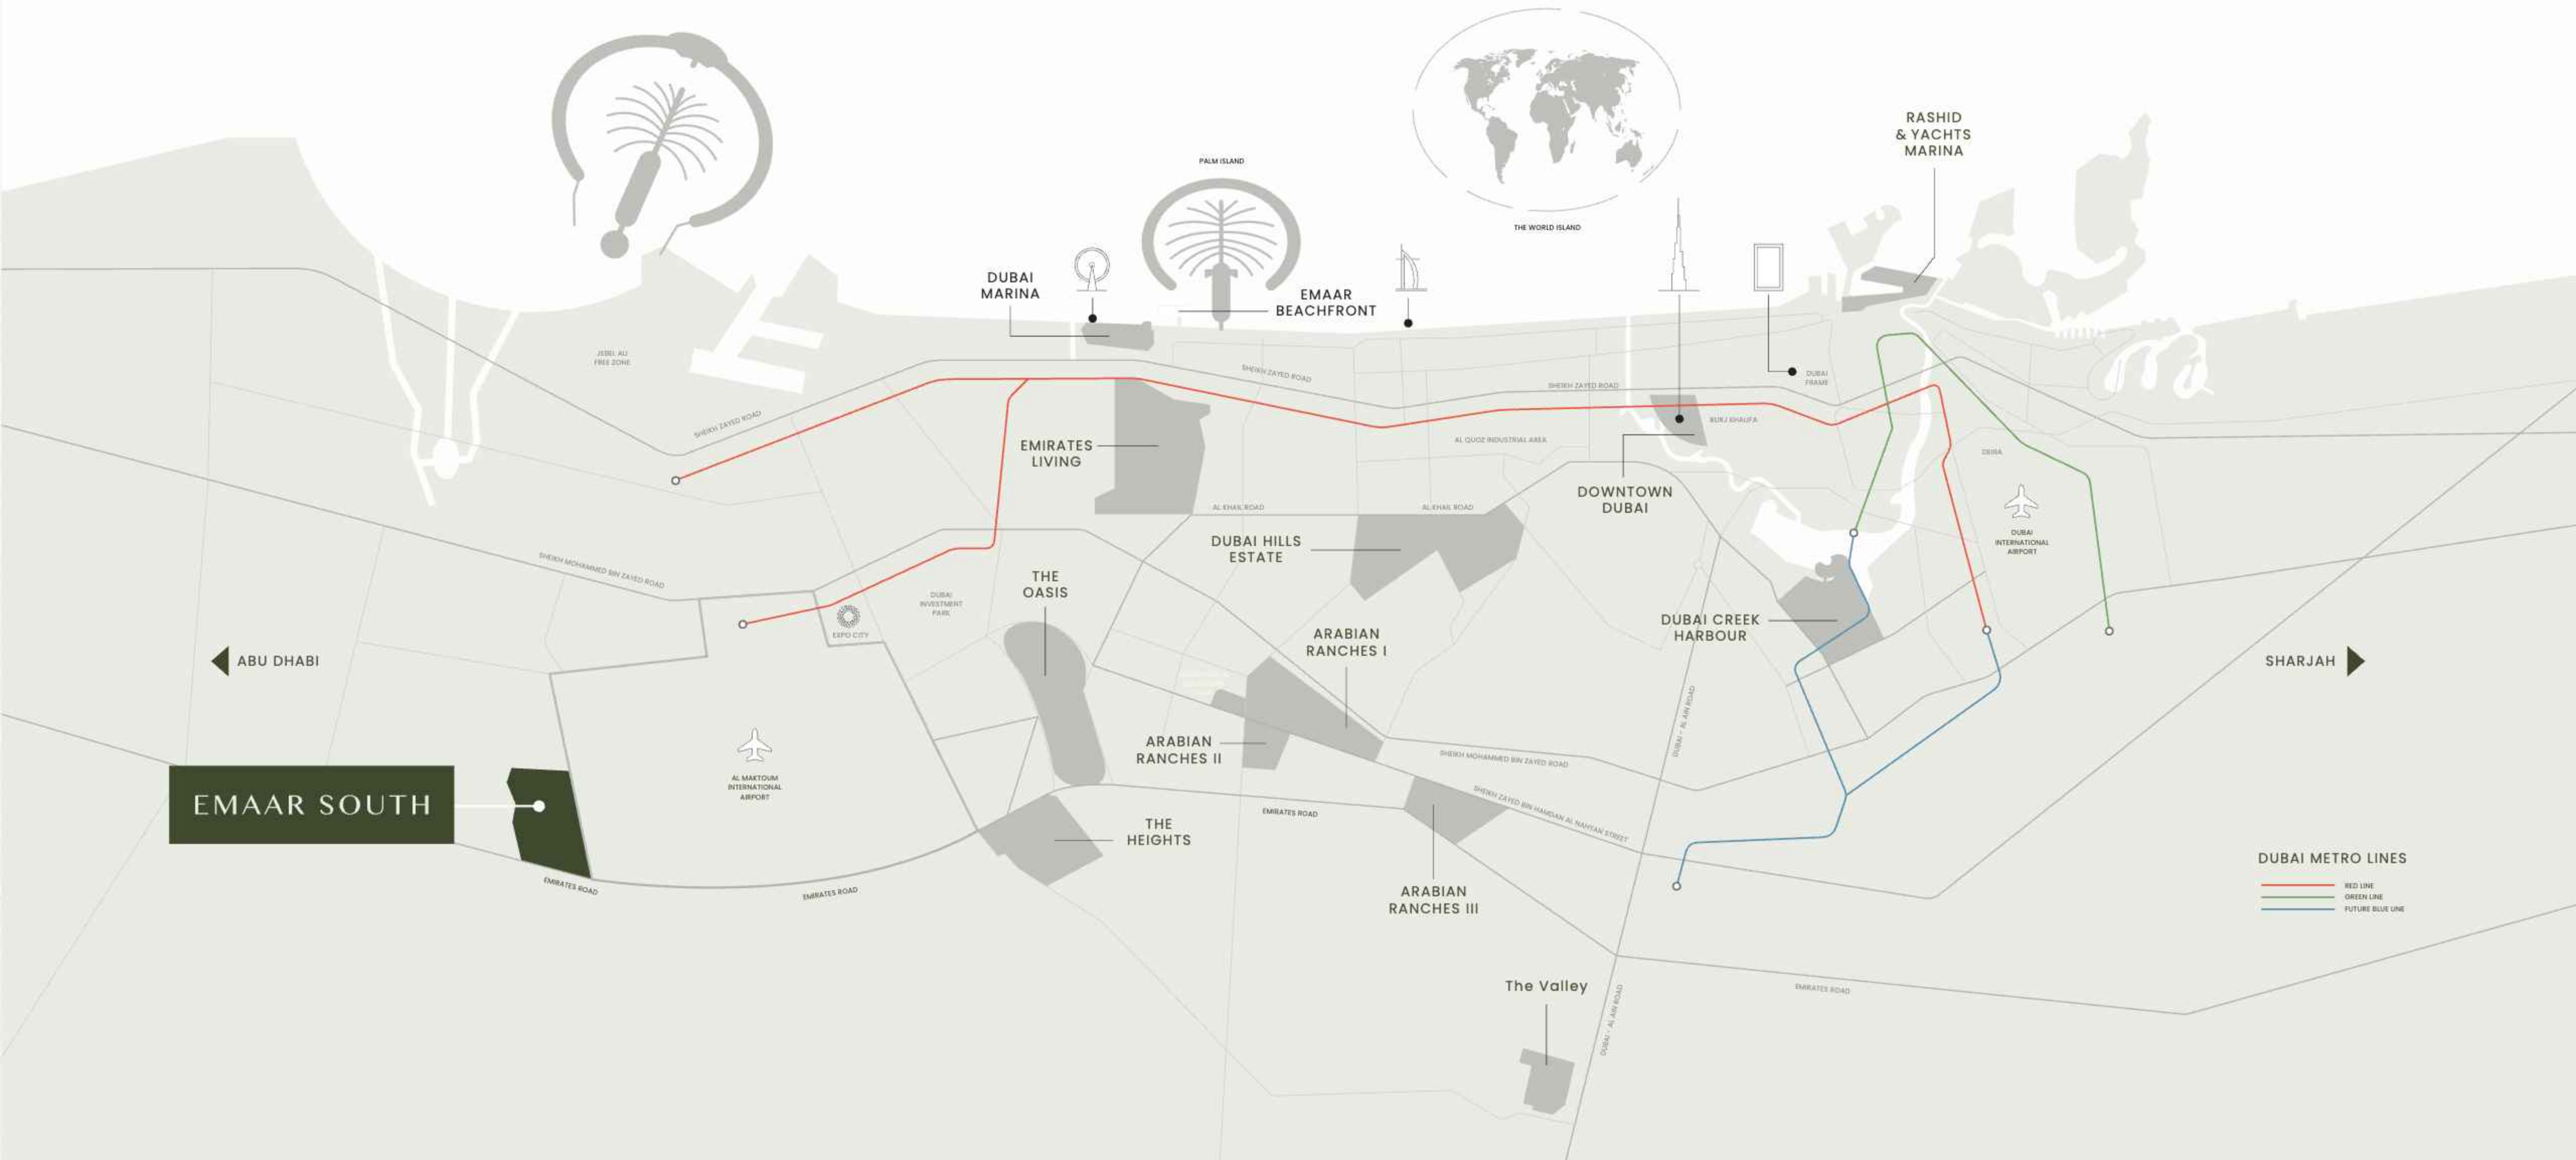 RASHID
& YACHTS
MARINA
PALM ISLAND
THE WORLD ISLAND
DUBAI
MARINA
EMAAR
BEACHFRONT
JEBEL ALI
FREE ZONE
SHEIKH ZAYED ROAD
SHEIKH ZAYED ROAD
SHEIKH ZAYED ROAD
DUBAI
FRAME
BURJ KHALIFA
EMIRATES
LIVING
AL QUOZ INDUSTRIAL AREA
DEIRA
DOWNTOWN
DUBAI
AL KHAIL ROAD
AL KHAIL ROAD
DUBAI
INTERNATIONAL
AIRPORT
DUBAI HILLS
ESTATE
SHEIKH MOHAMMED BIN ZAYED ROAD
THE
OASIS
DUBAI
INVESTMENT
PARK
EXPO CITY
DUBAI CREEK
HARBOUR
ARABIAN
RANCHES I
ABU DHABI
SHARJAH
DUBAI - AL AIN ROAD
ARABIAN
RANCHES II
SHEIKH MOHAMMED BIN ZAYED ROAD
AL MAKTOUM
INTERNATIONAL
AIRPORT
EMAAR SOUTH
SHEIKH ZAYED BIN HAMDAN AL NAHYAN STREET
EMIRATES ROAD
THE
HEIGHTS
EMIRATES ROAD
EMIRATES ROAD
ARABIAN
RANCHES III
DUBAI METRO LINES
RED LINE
GREEN LINE
FUTURE BLUE LINE
The Valley
EMIRATES ROAD
DUBAI - AL AIN ROAD